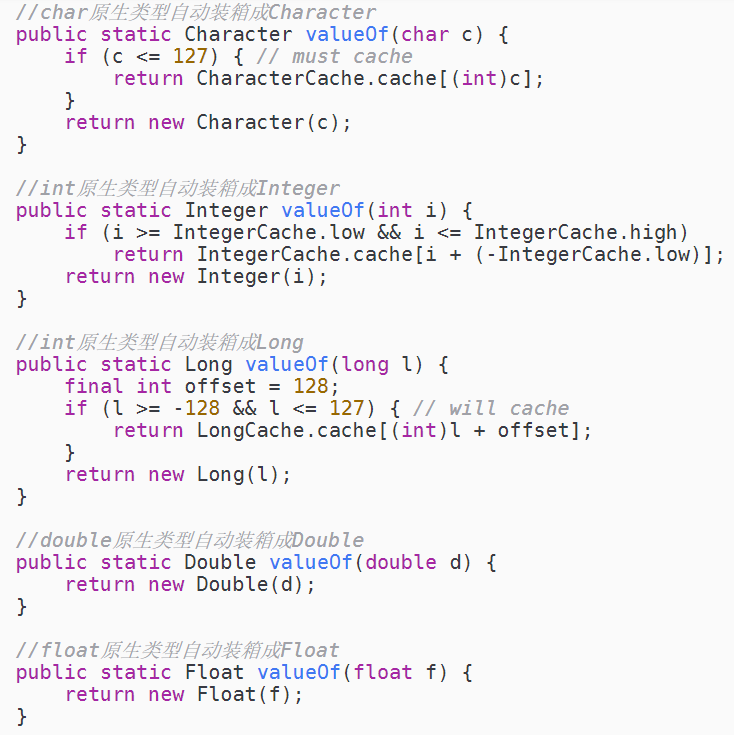 //char原生类型自动装箱成Character
public static Character valueOf(char c) {
    if (c <= 127) { // must cache
        return CharacterCache.cache[(int)c];
    }
    return new Character(c);
}

//int原生类型自动装箱成Integer
public static Integer valueOf(int i) {
    if (i >= IntegerCache.low && i <= IntegerCache.high)
        return IntegerCache.cache[i + (-IntegerCache.low)];
    return new Integer(i);
}

//int原生类型自动装箱成Long
public static Long valueOf(long l) {
    final int offset = 128;
    if (l >= -128 && l <= 127) { // will cache
        return LongCache.cache[(int)l + offset];
    }
    return new Long(l);
}

//double原生类型自动装箱成Double
public static Double valueOf(double d) {
    return new Double(d);
}

//float原生类型自动装箱成Float
public static Float valueOf(float f) {
    return new Float(f);
}